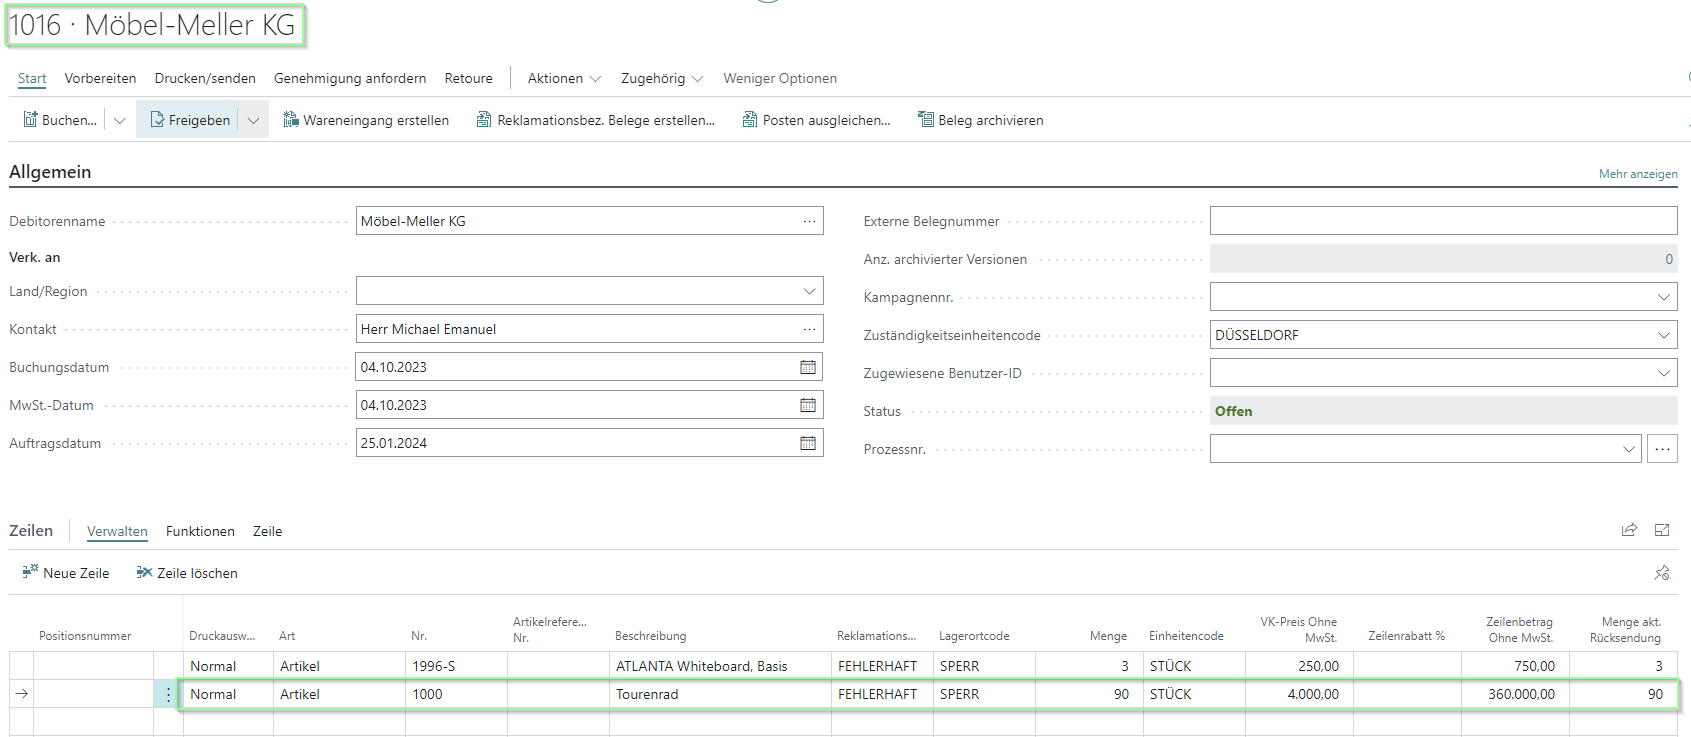 1016 · Möbel-Meller KG
Start Vorbereiten Drucken/senden Genehmigung anfordern Retoure Aktionen Zugehörig Weniger Optionen
Buchen... Freigeben Wareneingang erstellen Reklamationsbez. Belege erstellen... Posten ausgleichen... Beleg archivieren
Allgemein Mehr anzeigen
Debitorenname Möbel-Meller KG ...
Verk. an
Land/Region
Kontakt Herr Michael Emanuel ...
Buchungsdatum 04.10.2023
MwSt.-Datum 04.10.2023
Auftragsdatum 25.01.2024
Externe Belegnummer
Anz. archivierter Versionen 0
Kampagnennr.
Zuständigkeitseinheitencode DÜSSELDORF
Zugewiesene Benutzer-ID
Status Offen
Prozessnr. ...
Zeilen Verwalten Funktionen Zeile
Neue Zeile Zeile löschen
Positionsnummer Druckausw... Art Nr. Artikelrefere... Nr. Beschreibung Reklamations... Lagerortcode Menge Einheitencode VK-Preis Ohne MwSt. Zeilenrabatt % Zeilenbetrag Ohne MwSt. Menge akt. Rücksendung
Normal Artikel 1996-S ATLANTA Whiteboard, Basis FEHLERHAFT SPERR 3 STÜCK 250,00 750,00 3
Normal Artikel 1000 Tourenrad FEHLERHAFT SPERR 90 STÜCK 4.000,00 360.000,00 90